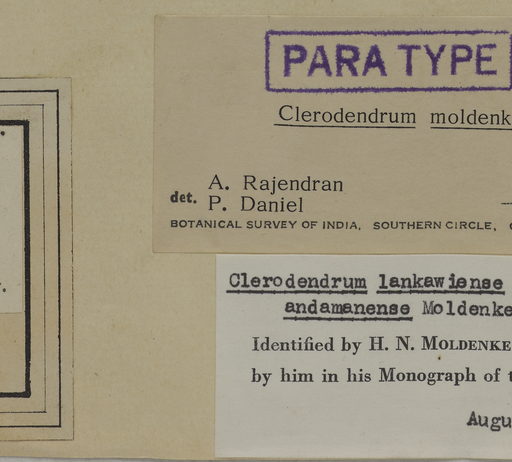 PARA TYPE
Clerodendrum moldenk
det. A. Rajendran
P. Daniel
BOTANICAL SURVEY OF INDIA, SOUTHERN CIRCLE,
Clerodendrum lankawiense
andamanense Moldenke
Identified by H. N. MOLDENKE
by him in his Monograph of t
Augu